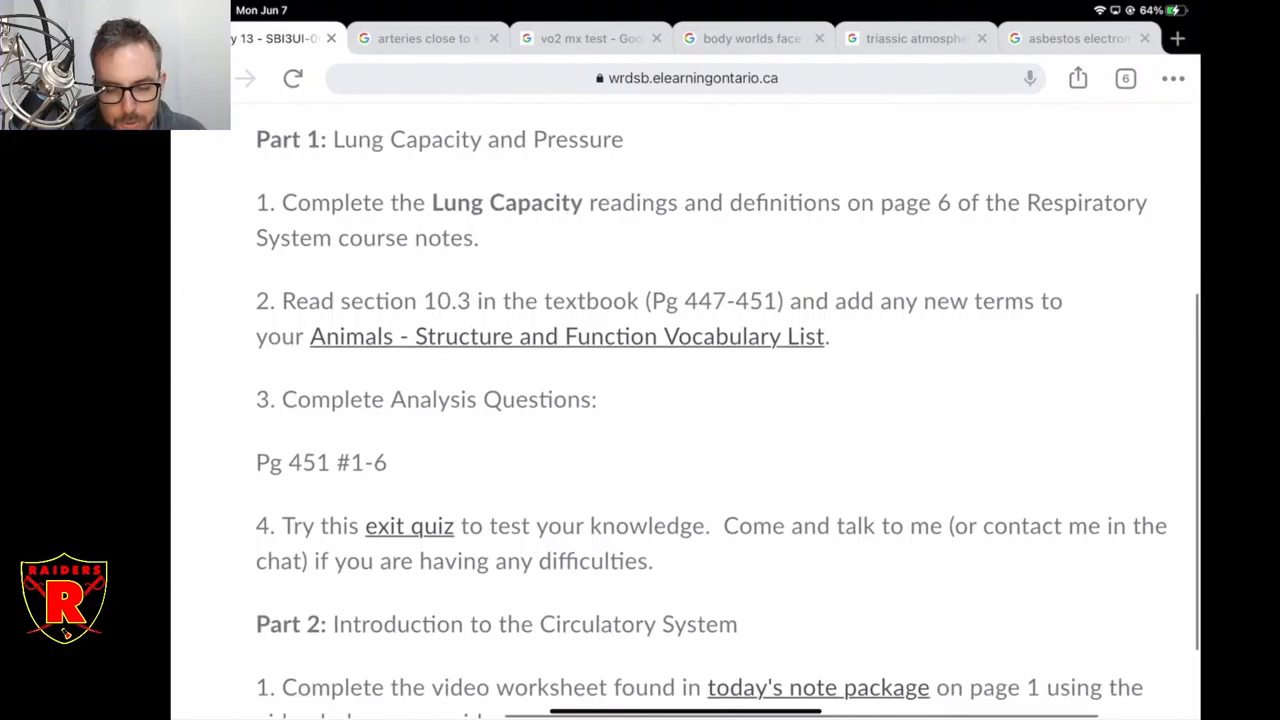 Mon Jun 7
64%
y 13 - SBI3UI-0
arteries close to s
vo2 mx test - Goo
body worlds face
triassic atmosphe
asbestos electron
wrdsb.elearningontario.ca
6
Part 1: Lung Capacity and Pressure
1. Complete the Lung Capacity readings and definitions on page 6 of the Respiratory
System course notes.
2. Read section 10.3 in the textbook (Pg 447-451) and add any new terms to
your Animals - Structure and Function Vocabulary List.
3. Complete Analysis Questions:
Pg 451 #1-6
4. Try this exit quiz to test your knowledge.  Come and talk to me (or contact me in the
chat) if you are having any difficulties.
RAIDERS
R
Part 2: Introduction to the Circulatory System
1. Complete the video worksheet found in today's note package on page 1 using the